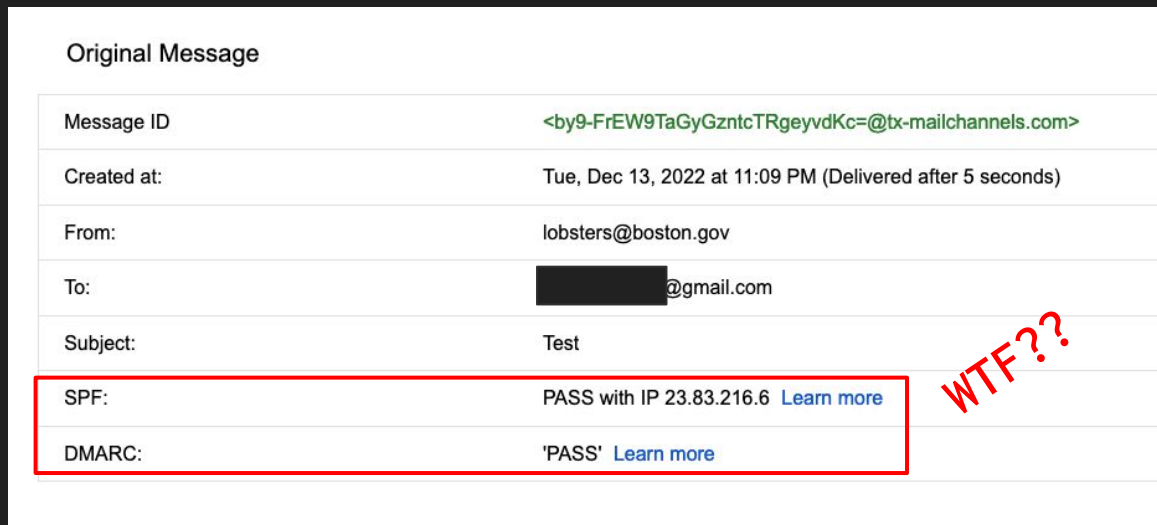 Original Message
Message ID <by9-FrEW9TaGyGzntcTRgeyvdKc=@tx-mailchannels.com>
Created at: Tue, Dec 13, 2022 at 11:09 PM (Delivered after 5 seconds)
From: lobsters@boston.gov
To: @gmail.com
Subject: Test
WTF??
SPF: PASS with IP 23.83.216.6 Learn more
DMARC: 'PASS' Learn more